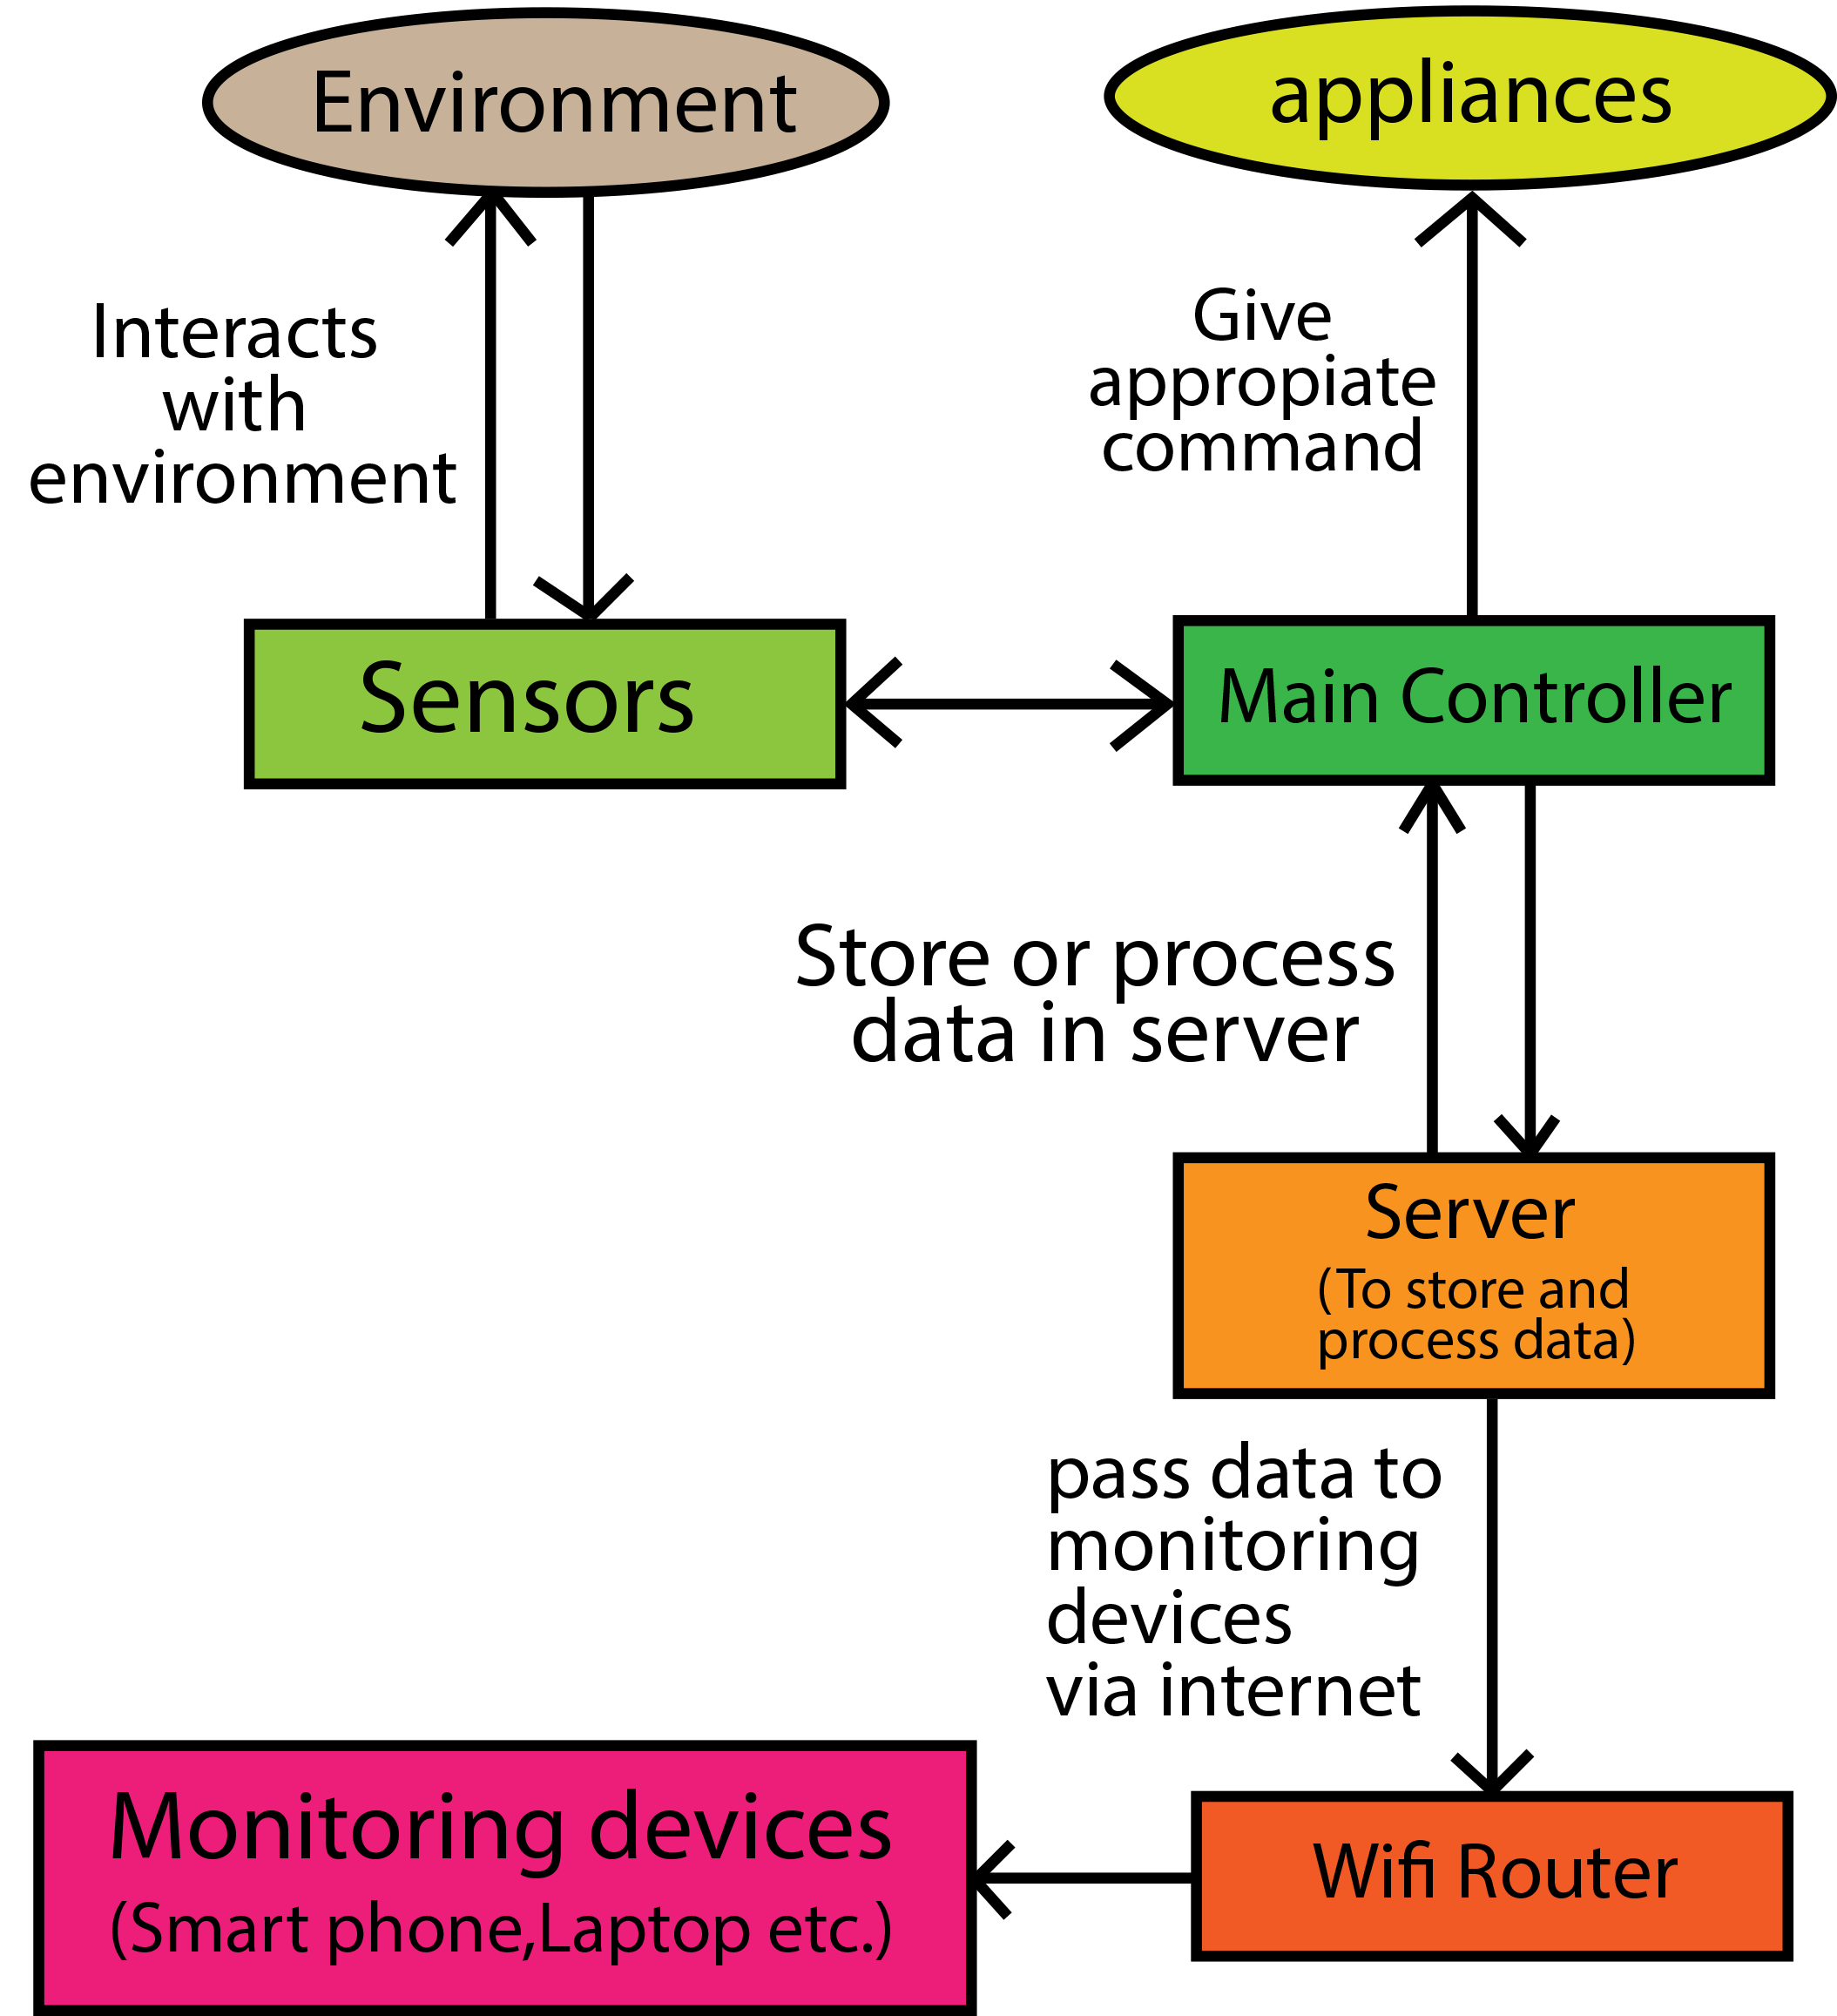 Environment
appliances
Interacts
with
environment
Give
appropiate
command
Sensors
Main Controller
Store or process
data in server
Server
(To store and
process data)
pass data to
monitoring
devices
via internet
Monitoring devices
(Smart phone,Laptop etc.)
Wifi Router